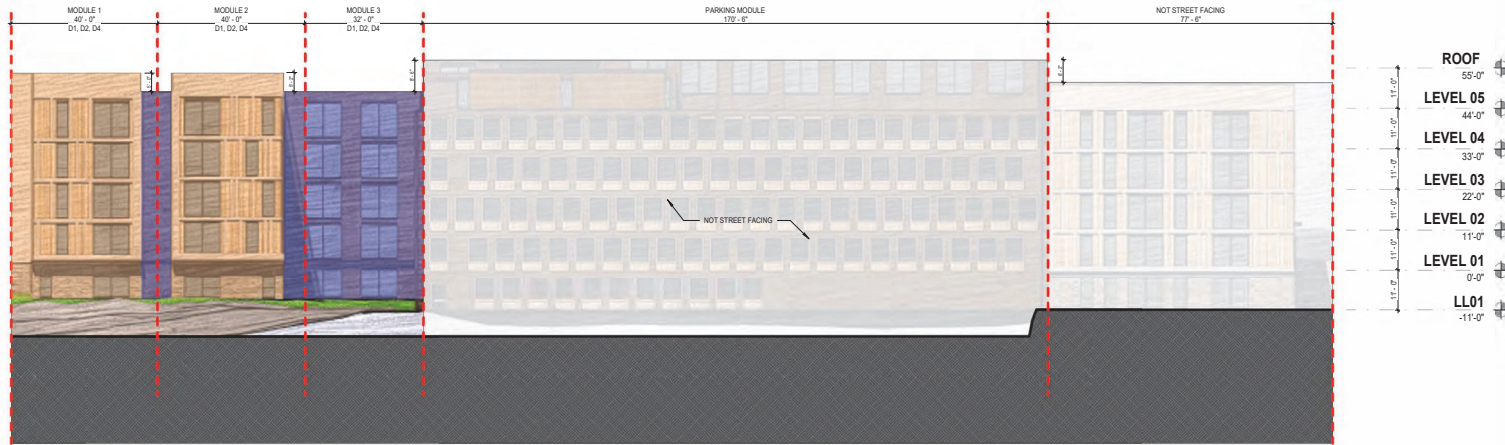 MODULE 1
40' - 0"
D1, D2, D4
MODULE 2
40' - 0"
D1, D2, D4
MODULE 3
32' - 0"
D1, D2, D4
PARKING MODULE
170' - 6"
NOT STREET FACING
77' - 6"
NOT STREET FACING
ROOF
55'-0"
11' - 0"
LEVEL 05
44'-0"
11' - 0"
LEVEL 04
33'-0"
11' - 0"
LEVEL 03
22'-0"
11' - 0"
LEVEL 02
11'-0"
11' - 0"
LEVEL 01
0'-0"
11' - 0"
LL01
-11'-0"